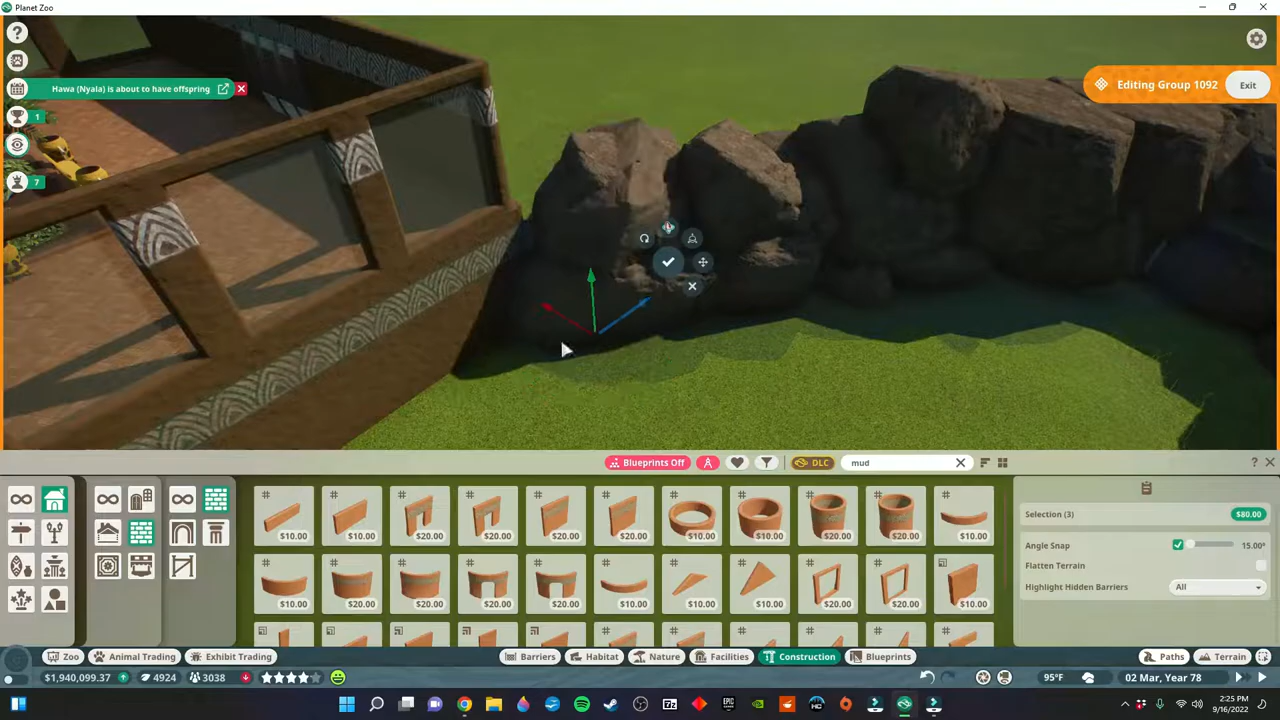 Planet Zoo
Hawa (Nyala) is about to have offspring
1
7
Editing Group 1092
Exit
Blueprints Off
DLC
mud
$10.00
$10.00
$20.00
$20.00
$20.00
$20.00
$10.00
$10.00
$20.00
$20.00
$10.00
$10.00
$20.00
$20.00
$20.00
$20.00
$10.00
$10.00
$10.00
$20.00
$20.00
$10.00
Selection (3)
$80.00
Angle Snap
15.00°
Flatten Terrain
Highlight Hidden Barriers
All
Zoo
Animal Trading
Exhibit Trading
Barriers
Habitat
Nature
Facilities
Construction
Blueprints
Paths
Terrain
$1,940,099.37
4924
3038
95°F
02 Mar, Year 78
2:25 PM
9/16/2022